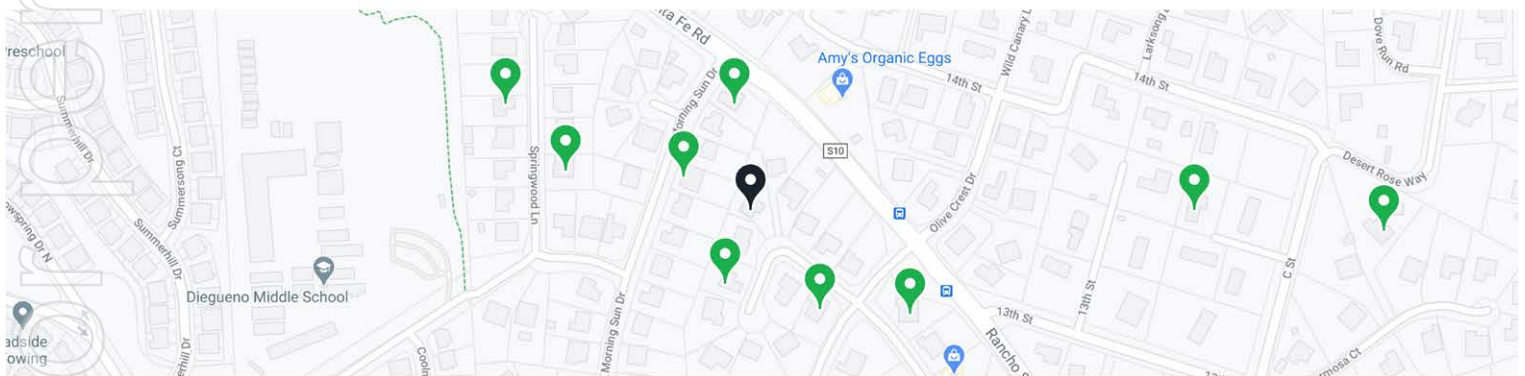 Preschool
Summerhill Dr
Summersong Ct
Summerhill Dr
Diegueno Middle School
Springwood Ln
Morning Sun Dr
Morning Sun Dr
Amy's Organic Eggs
S10
14th St
Wild Canary L
Larksong
14th St
Dove Run Rd
Desert Rose Way
Olive Crest Dr
13th St
13th St
C St
Rancho S